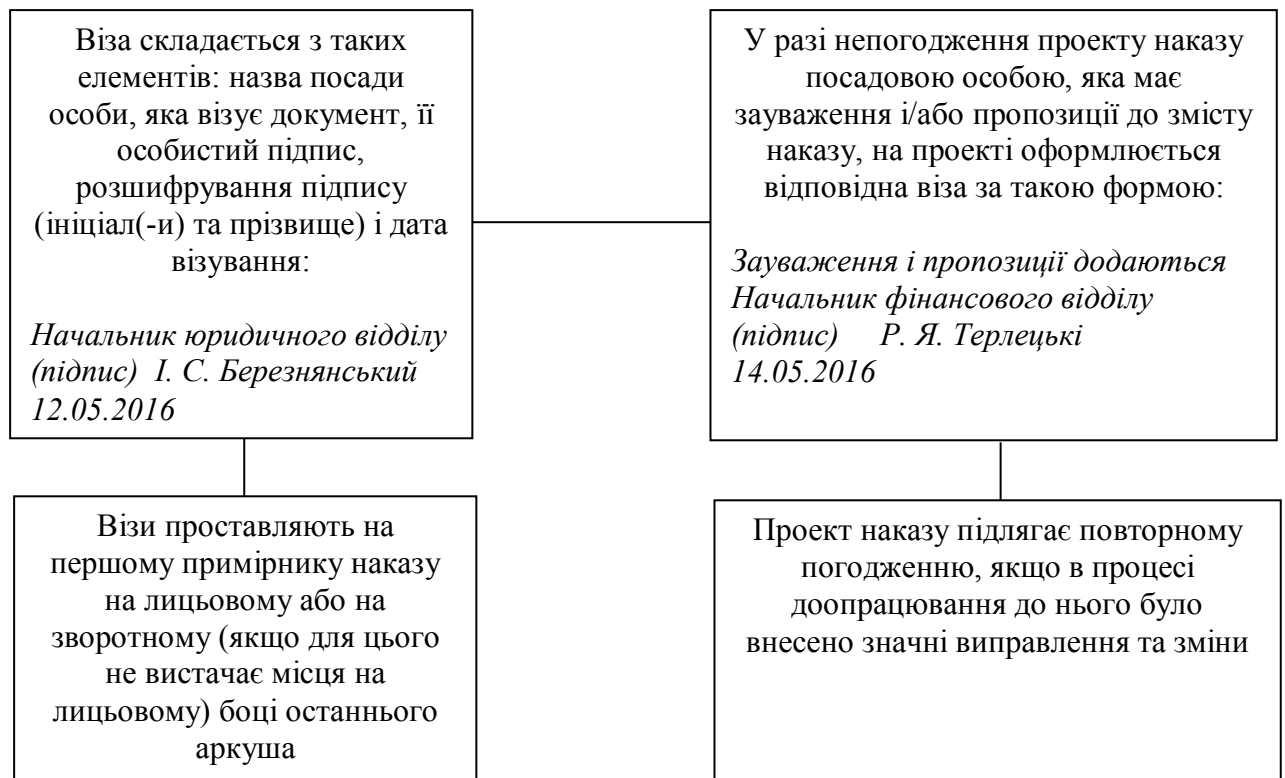 Віза складається з таких
елементів: назва посади
особи, яка візує документ, її
особистий підпис,
розшифрування підпису
(ініціал(-и) та прізвище) і дата
візування:
Начальник юридичного відділу
(підпис) І. С. Березнянський
12.05.2016
У разі непогодження проекту наказу
посадовою особою, яка має
зауваження і/або пропозиції до змісту
наказу, на проекті оформлюється
відповідна віза за такою формою:
Зауваження і пропозиції додаються
Начальник фінансового відділу
(підпис) Р. Я. Терлецькі
14.05.2016
Візи проставляють на
першому примірнику наказу
на лицьовому або на
зворотному (якщо для цього
не вистачає місця на
лицьовому) боці останнього
аркуша
Проект наказу підлягає повторному
погодженню, якщо в процесі
доопрацювання до нього було
внесено значні виправлення та зміни